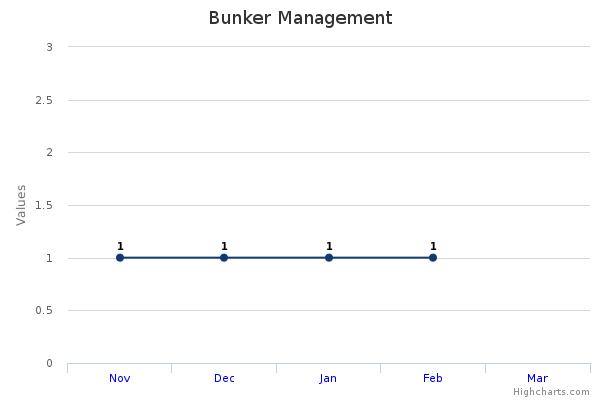 Bunker Management
Values
3
2.5
2
1.5
1
0.5
0
1 1 1 1
Nov Dec Jan Feb Mar
Highcharts.com